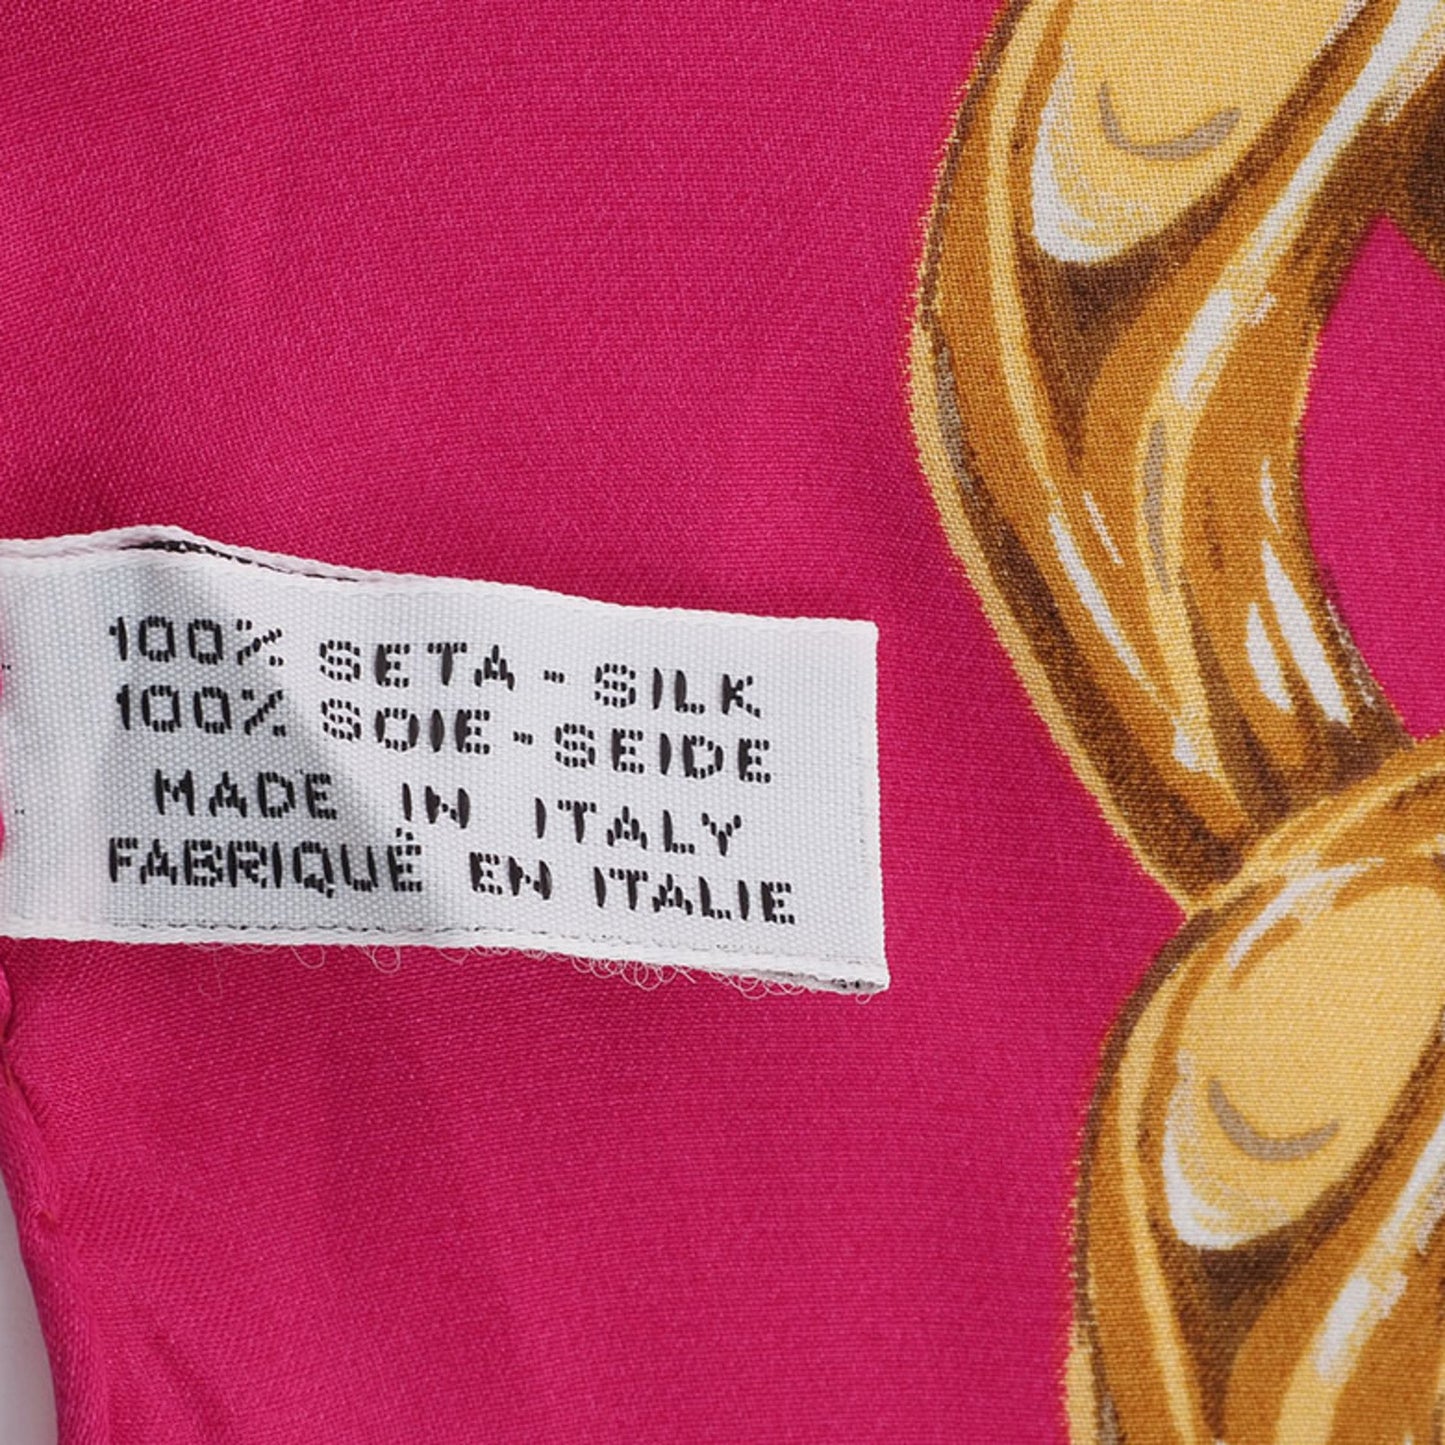 100% SETA - SILK
100% SOIE - SEIDE
MADE IN ITALY
FABRIQUÉ EN ITALIE